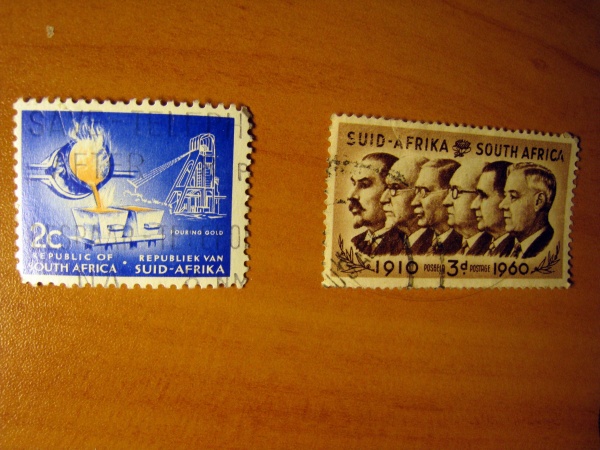 POURING GOLD
2c
REPUBLIC OF
SOUTH AFRICA
REPUBLIEK VAN
SUID-AFRIKA
SUID-AFRIKA SOUTH AFRICA
1910 POSSEËL 3d POSTAGE 1960